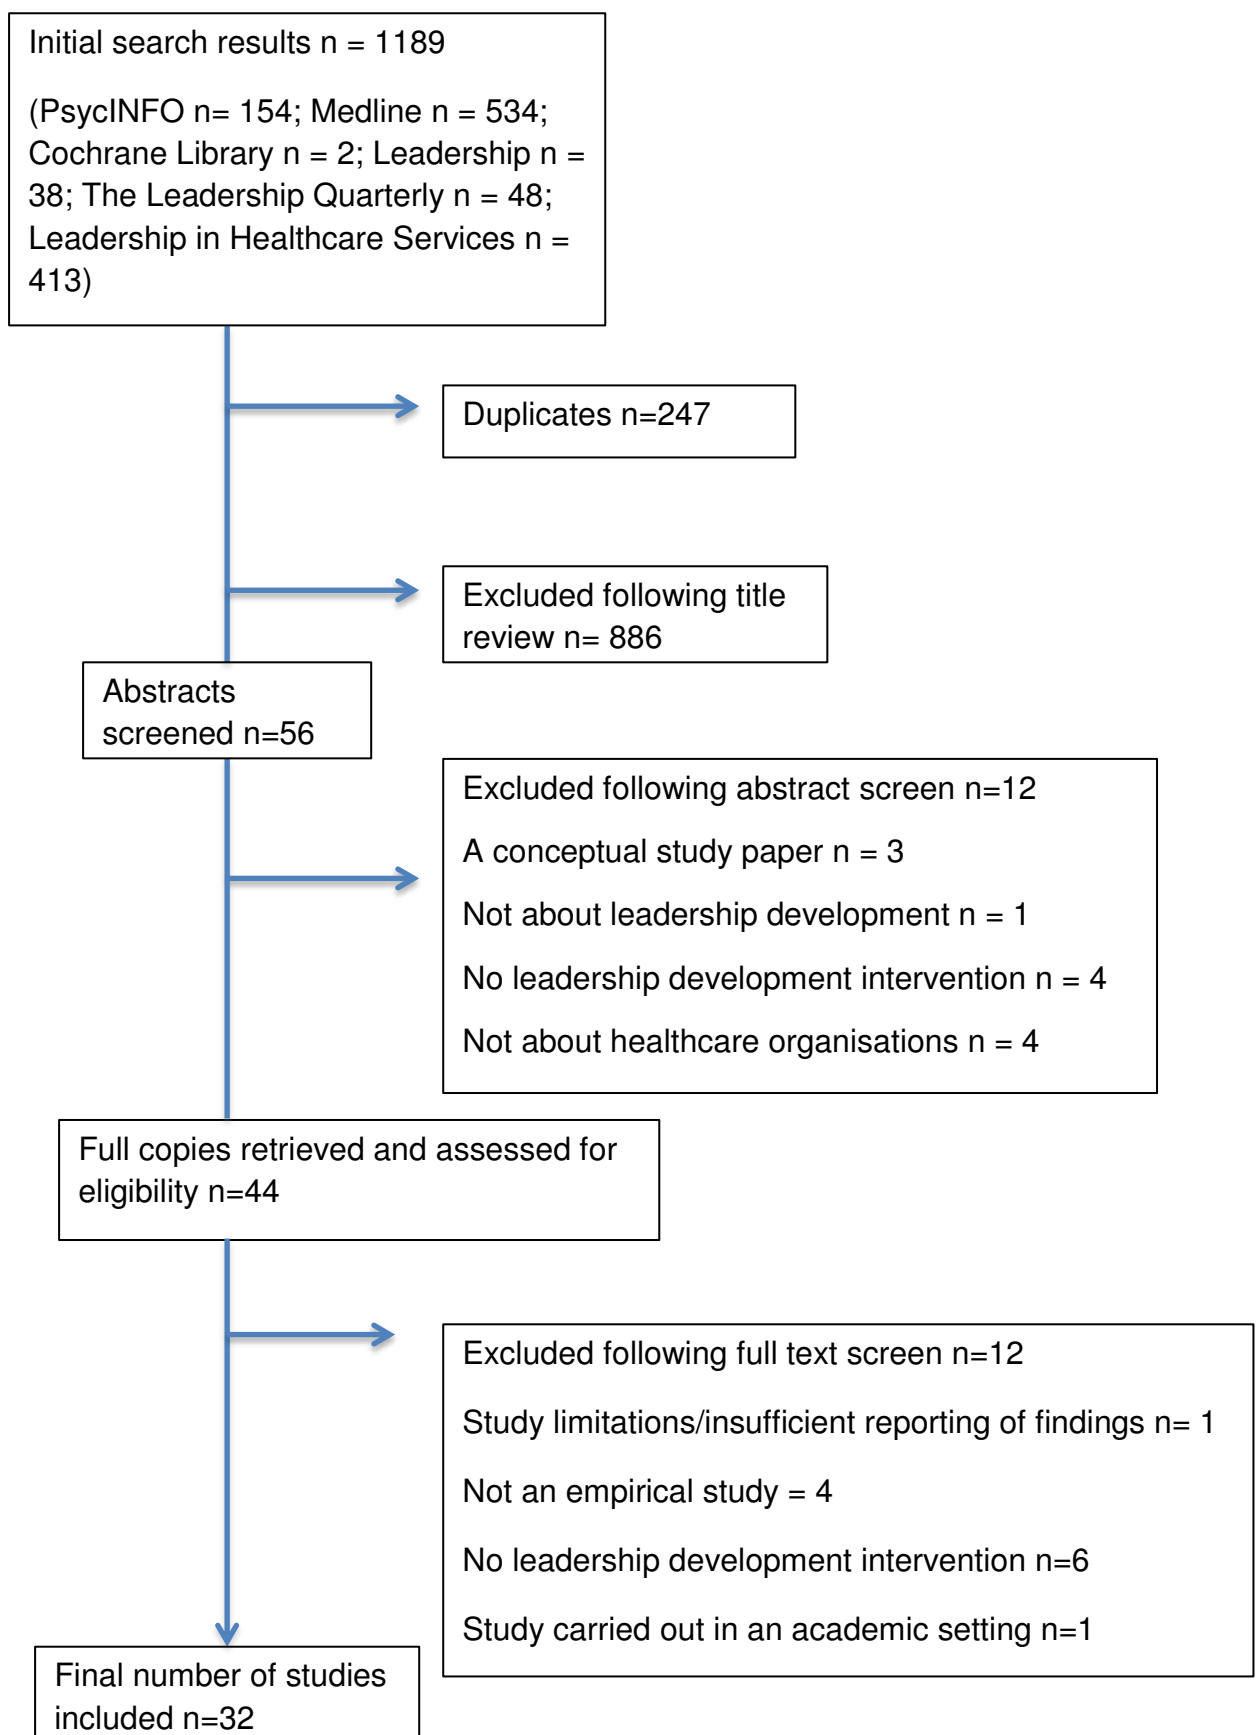 Initial search results n = 1189
(PsycINFO n= 154; Medline n = 534;
Cochrane Library n = 2; Leadership n =
38; The Leadership Quarterly n = 48;
Leadership in Healthcare Services n =
413)
Duplicates n=247
Excluded following title
review n= 886
Abstracts
screened n=56
Excluded following abstract screen n=12
A conceptual study paper n = 3
Not about leadership development n = 1
No leadership development intervention n = 4
Not about healthcare organisations n = 4
Full copies retrieved and assessed for
eligibility n=44
Excluded following full text screen n=12
Study limitations/insufficient reporting of findings n= 1
Not an empirical study = 4
No leadership development intervention n=6
Study carried out in an academic setting n=1
Final number of studies
included n=32